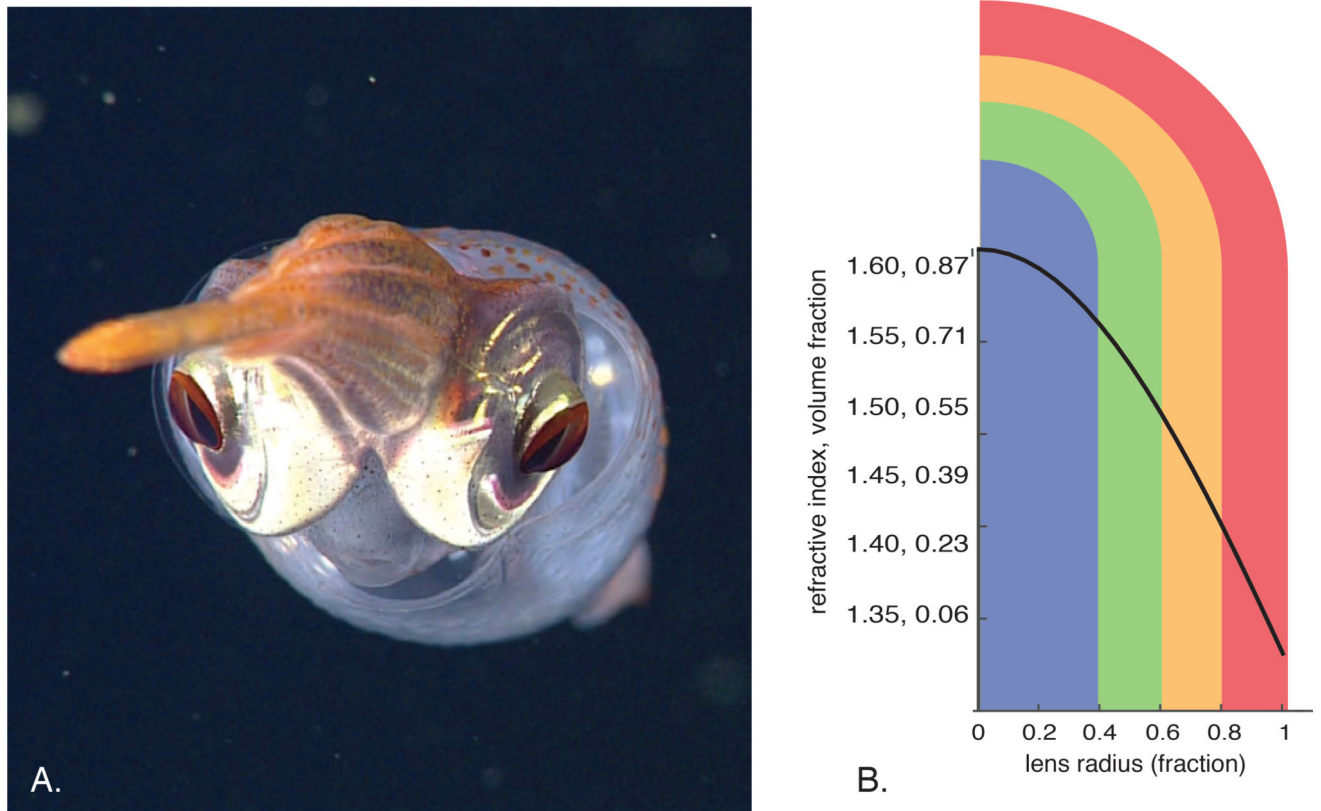 A.
refractive index, volume fraction
1.60, 0.87
1.55, 0.71
1.50, 0.55
1.45, 0.39
1.40, 0.23
1.35, 0.06
0 0.2 0.4 0.6 0.8 1
lens radius (fraction)
B.